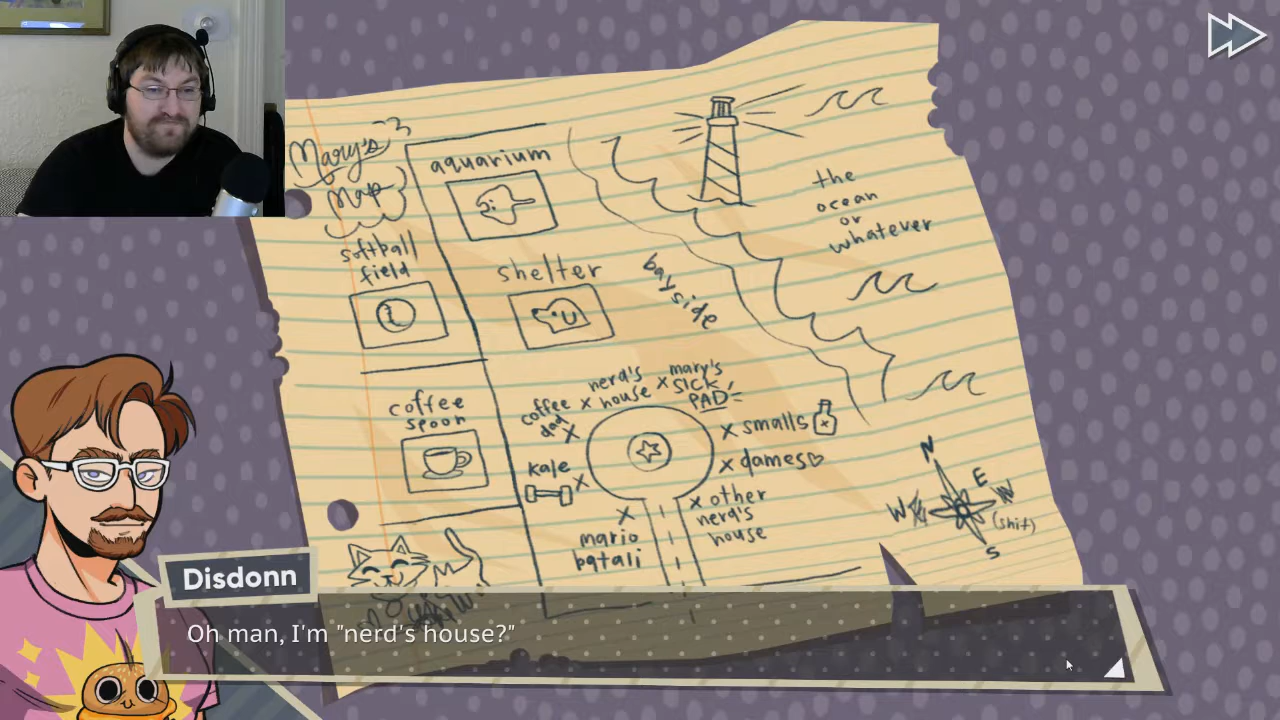 Mary's
map
aquarium
the
ocean
or
whatever
softball
field
shelter
bayside
coffee
spoon
coffee
dad
nerd's
house
mary's
SICK
PAD!
smalls
Kale
dames
other
nerd's
house
mario
batali
N
E
W
W
(shit)
S
Disdonn
Oh man, I'm "nerd's house?"